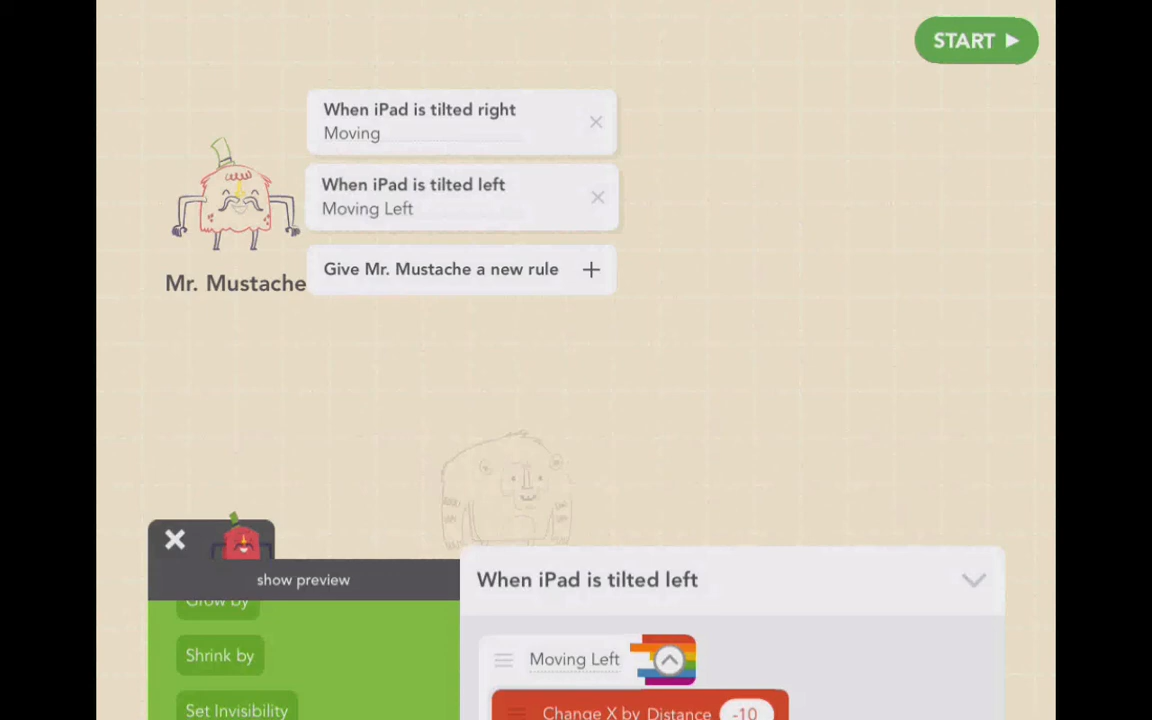 START
When iPad is tilted right
Moving
When iPad is tilted left
Moving Left
Give Mr. Mustache a new rule
Mr. Mustache
show preview
When iPad is tilted left
Grow by
Shrink by
Moving Left
Set Invisibility
Change X by Distance -10